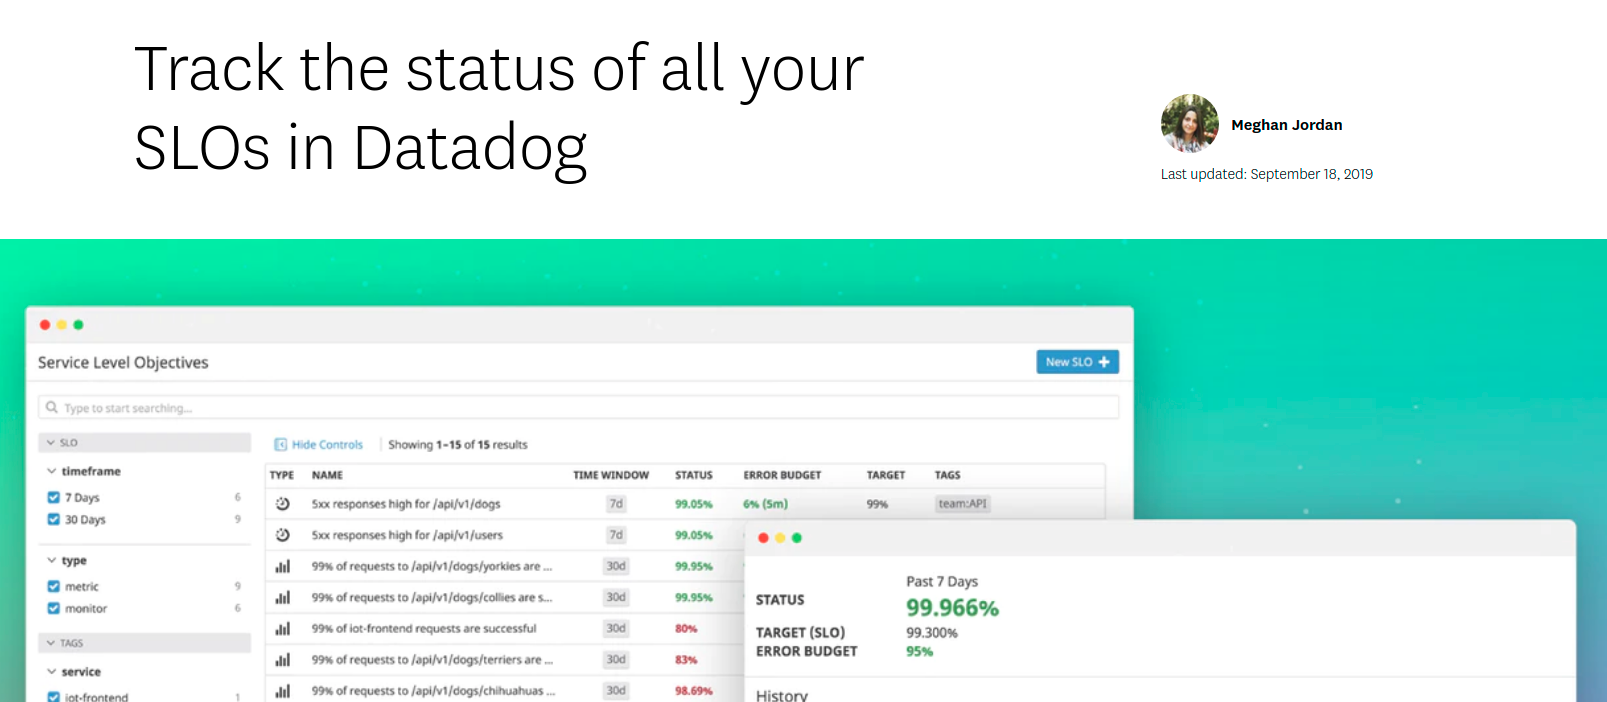 Track the status of all your
SLOs in Datadog
Meghan Jordan
Last updated: September 18, 2019
Service Level Objectives
New SLO +
Type to start searching...
SLO
Hide Controls
Showing 1–15 of 15 results
timeframe
7 Days 6
30 Days 9
type
metric 9
monitor 6
TAGS
service
iot-frontend 1
TYPE NAME TIME WINDOW STATUS ERROR BUDGET TARGET TAGS
5xx responses high for /api/v1/dogs 7d 99.05% 6% (5m) 99% team:API
5xx responses high for /api/v1/users 7d 99.05%
99% of requests to /api/v1/dogs/yorkies are ... 30d 99.95%
99% of requests to /api/v1/dogs/collies are s... 30d 99.95%
99% of iot-frontend requests are successful 30d 80%
99% of requests to /api/v1/dogs/terriers are ... 30d 83%
99% of requests to /api/v1/dogs/chihuahuas ... 30d 98.69%
Past 7 Days
STATUS 99.966%
TARGET (SLO) 99.300%
ERROR BUDGET 95%
History